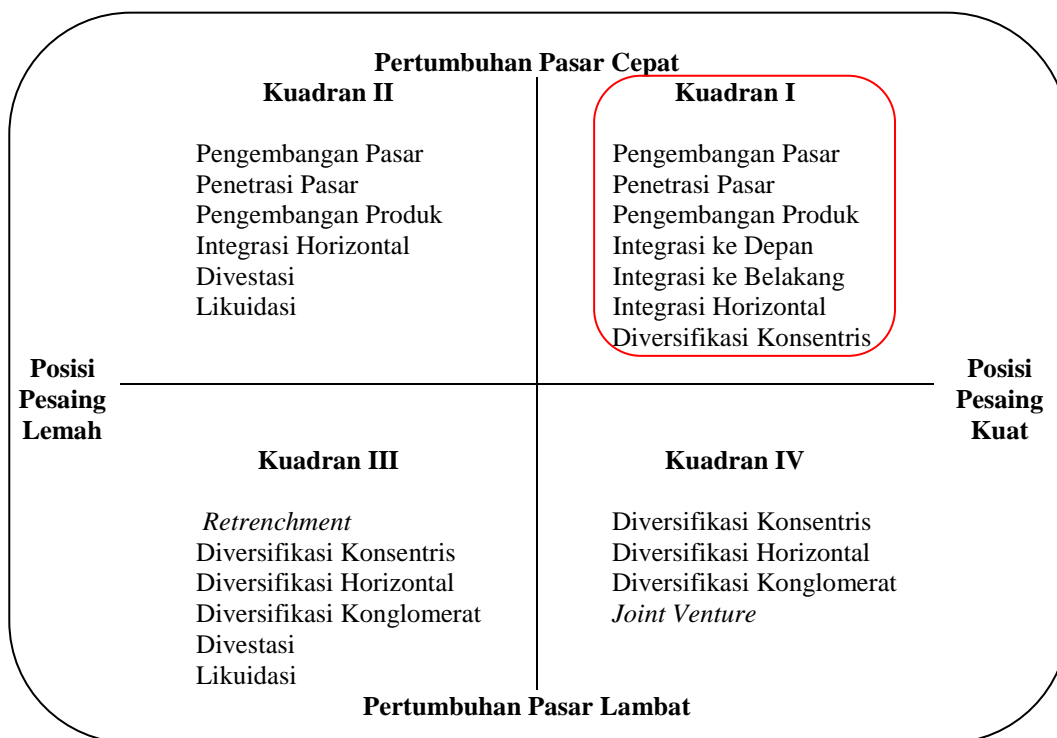 Pertumbuhan Pasar Cepat
Kuadran II
Pengembangan Pasar
Penetrasi Pasar
Pengembangan Produk
Integrasi Horizontal
Divestasi
Likuidasi
Kuadran I
Pengembangan Pasar
Penetrasi Pasar
Pengembangan Produk
Integrasi ke Depan
Integrasi ke Belakang
Integrasi Horizontal
Diversifikasi Konsentris
Posisi
Pesaing
Lemah
Posisi
Pesaing
Kuat
Kuadran III
Retrenchment
Diversifikasi Konsentris
Diversifikasi Horizontal
Diversifikasi Konglomerat
Divestasi
Likuidasi
Kuadran IV
Diversifikasi Konsentris
Diversifikasi Horizontal
Diversifikasi Konglomerat
Joint Venture
Pertumbuhan Pasar Lambat